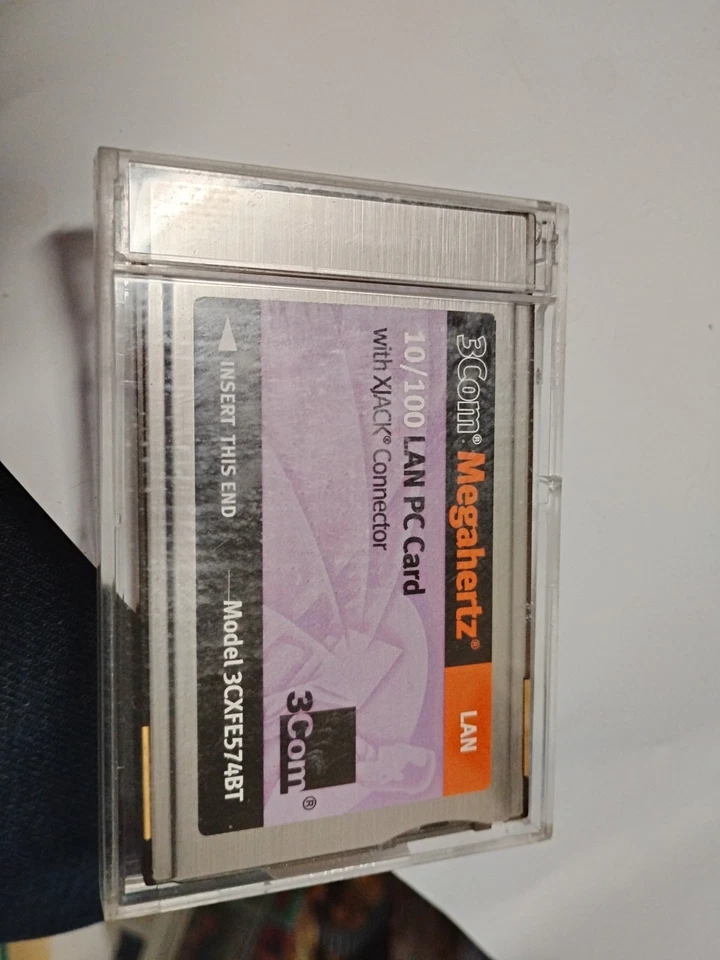 3Com® Megahertz® LAN
10/100 LAN PC Card
with XJACK® Connector
3Com®
INSERT THIS END
Model 3CXFE574BT